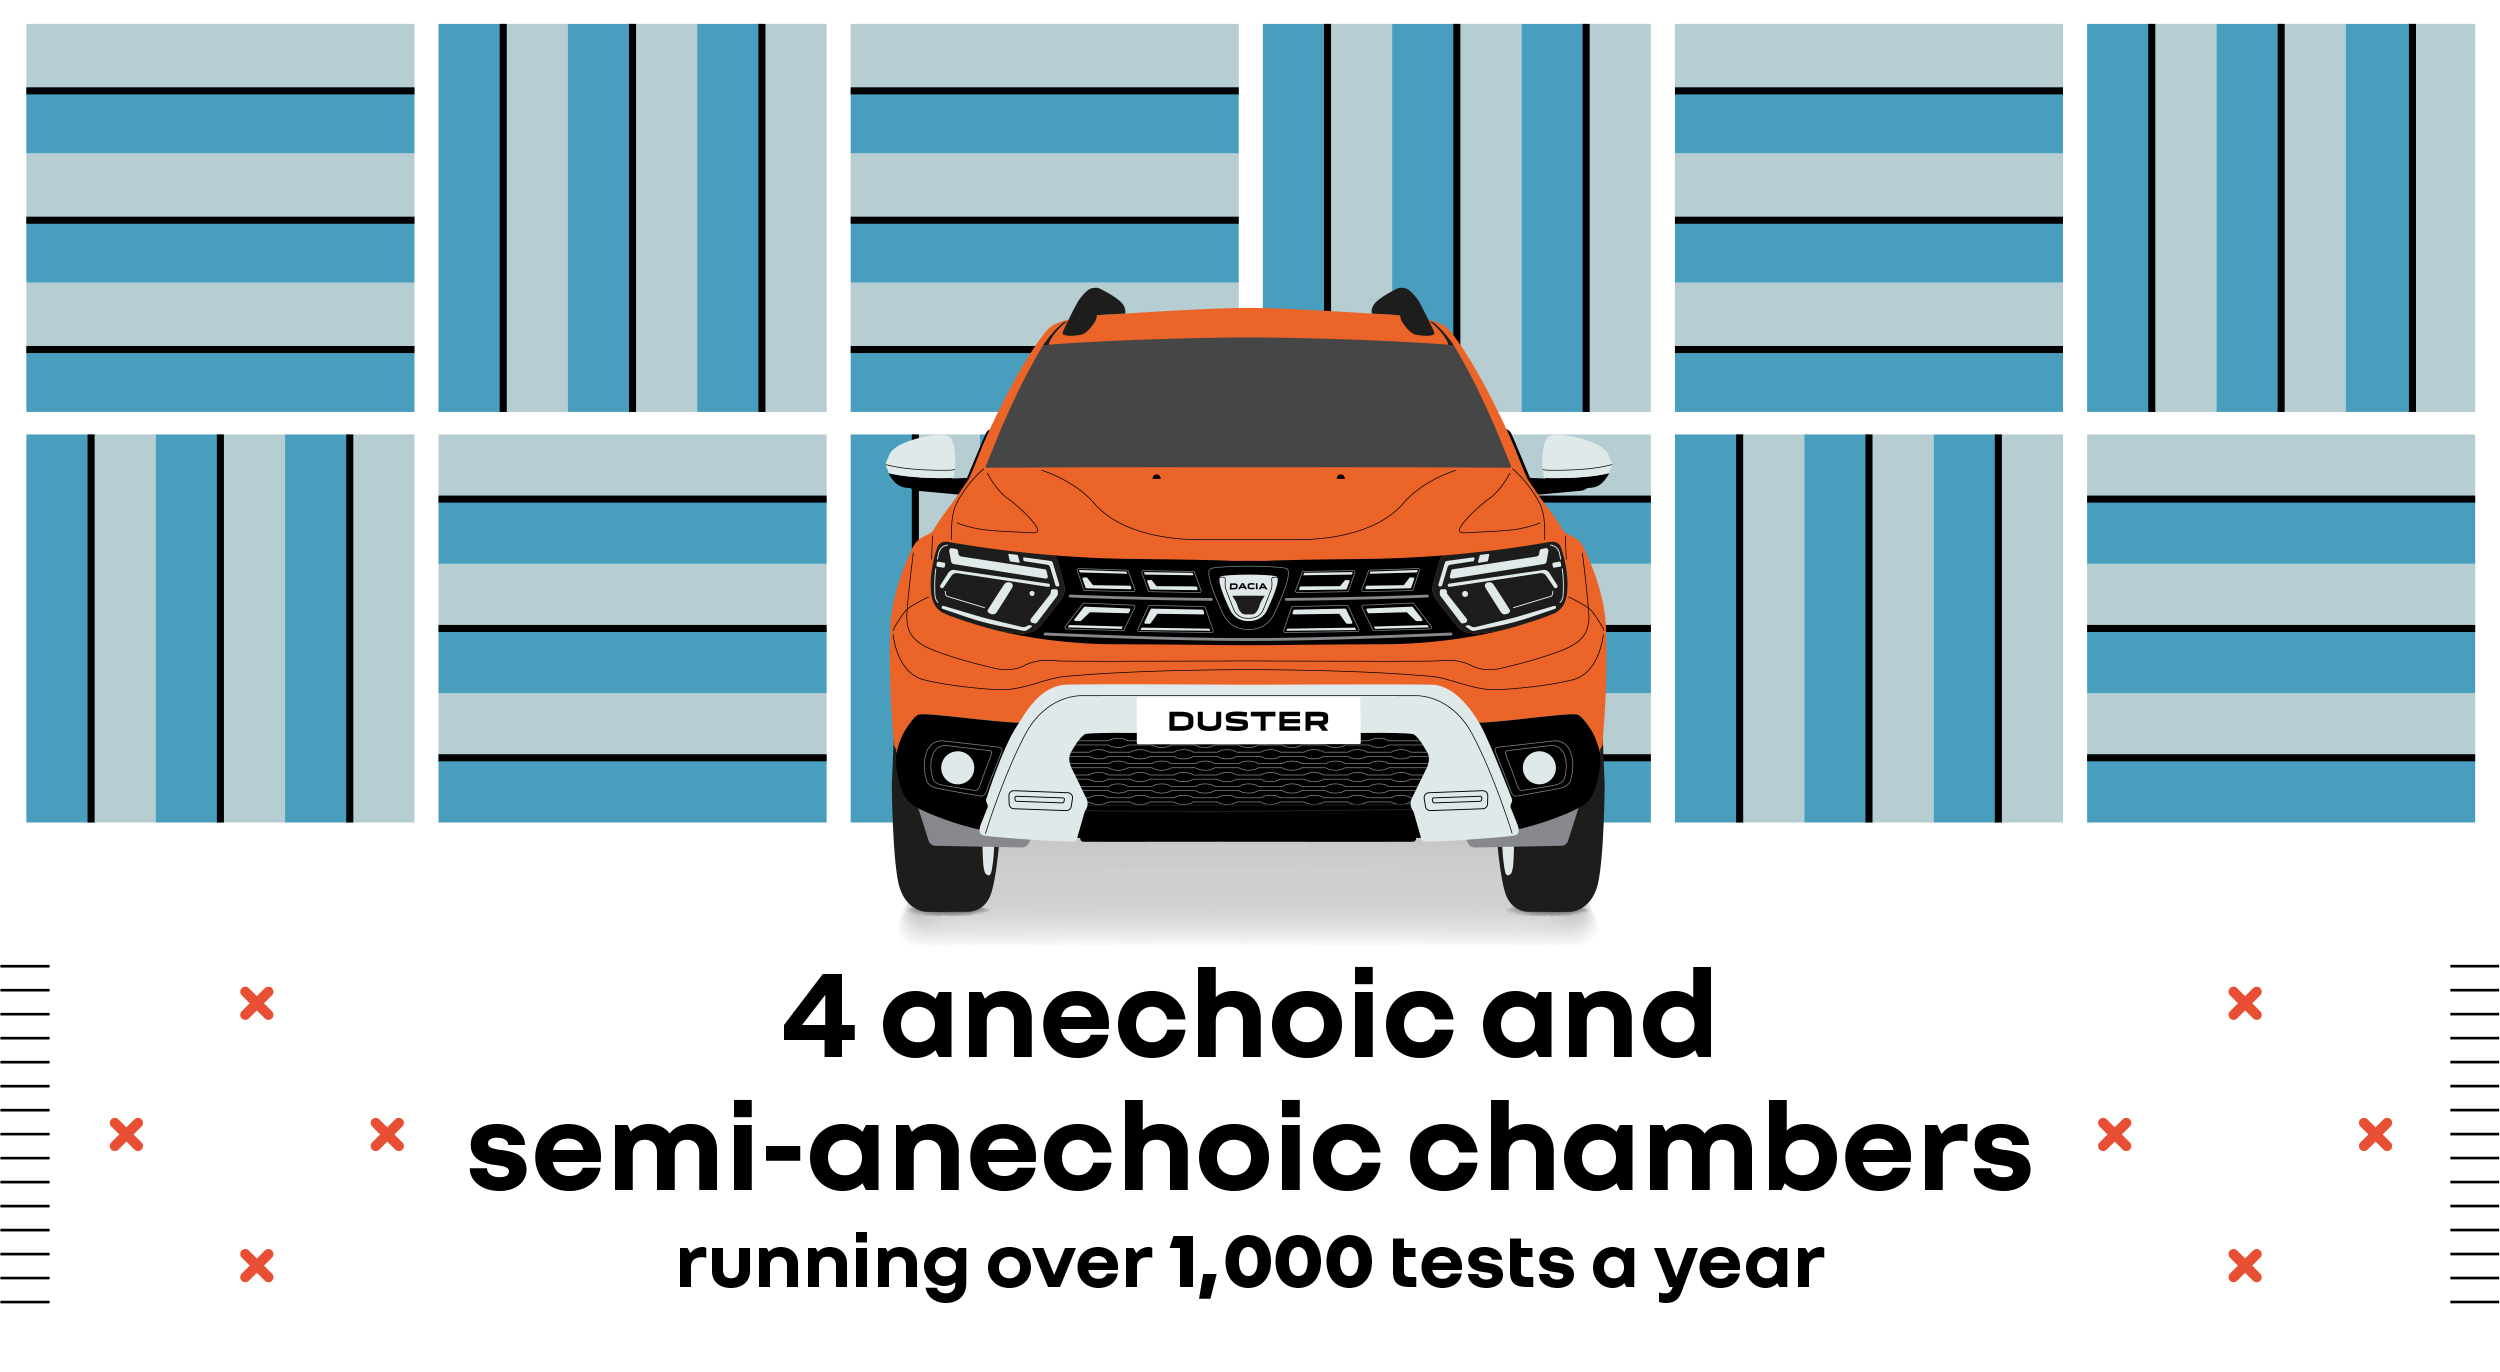 DACIA
DUSTER
4 anechoic and
semi-anechoic chambers
running over 1,000 tests a year